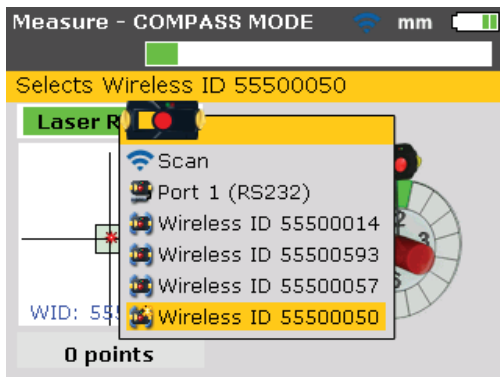 Measure - COMPASS MODE mm
Selects Wireless ID 55500050
Laser R
Scan
Port 1 (RS232)
Wireless ID 55500014
Wireless ID 55500593
Wireless ID 55500057
WID: 55
Wireless ID 55500050
0 points
3